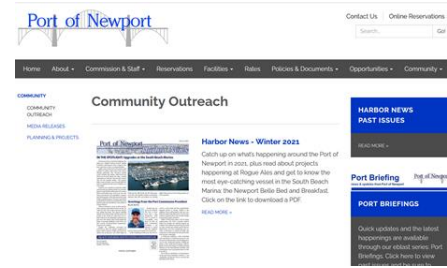 Port of Newport
Contact Us Online Reservations
Search...
Go!
Home About Commission & Staff Reservations Facilities Rates Policies & Documents Opportunities Community
COMMUNITY
COMMUNITY
OUTREACH
MEDIA RELEASES
PLANNING & PROJECTS
Community Outreach
Port of Newport
Harbor News - Winter 2021
Catch up on what's happening around the Port of
Newport in 2021, plus read about projects
happening at Rogue Ales and get to know the
most eye-catching vessel in the South Beach
Marina: the Newport Belle Bed and Breakfast.
Click on the link to download a PDF.
READ MORE »
HARBOR NEWS
PAST ISSUES
READ MORE »
Port Briefing
Port of Newport
PORT BRIEFINGS
Quick updates and the latest
happenings are available
through our eblast series: Port
Briefing. Click here to view
past issues and be sure to